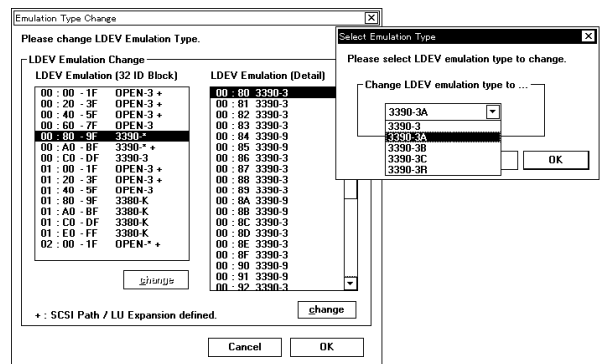 Emulation Type Change
Please change LDEV Emulation Type.
LDEV Emulation Change
LDEV Emulation (32 ID Block)
00 : 00 - 1F OPEN-3 +
00 : 20 - 3F OPEN-3 +
00 : 40 - 5F OPEN-3 +
00 : 60 - 7F OPEN-3
00 : 80 - 9F 3390-*
00 : A0 - BF 3390-* +
00 : C0 - DF 3390-3
01 : 00 - 1F OPEN-3 +
01 : 20 - 3F OPEN-3 +
01 : 40 - 5F OPEN-3
01 : 80 - 9F 3380-K
01 : A0 - BF 3380-K
01 : C0 - DF 3380-K
01 : E0 - FF 3380-K
02 : 00 - 1F OPEN-* +
change
LDEV Emulation (Detail)
00 : 80 3390-3
00 : 81 3390-3
00 : 82 3390-3
00 : 83 3390-3
00 : 84 3390-9
00 : 85 3390-9
00 : 86 3390-3
00 : 87 3390-3
00 : 88 3390-3
00 : 89 3390-3
00 : 8A 3390-9
00 : 8B 3390-9
00 : 8C 3390-3
00 : 8D 3390-3
00 : 8E 3390-3
00 : 8F 3390-3
00 : 90 3390-9
00 : 91 3390-9
00 : 92 3390-3
change
+ : SCSI Path / LU Expansion defined.
Cancel
OK
Select Emulation Type
Please select LDEV emulation type to change.
Change LDEV emulation type to ...
3390-3A
3390-3
3390-3A
3390-3B
3390-3C
3390-3R
OK